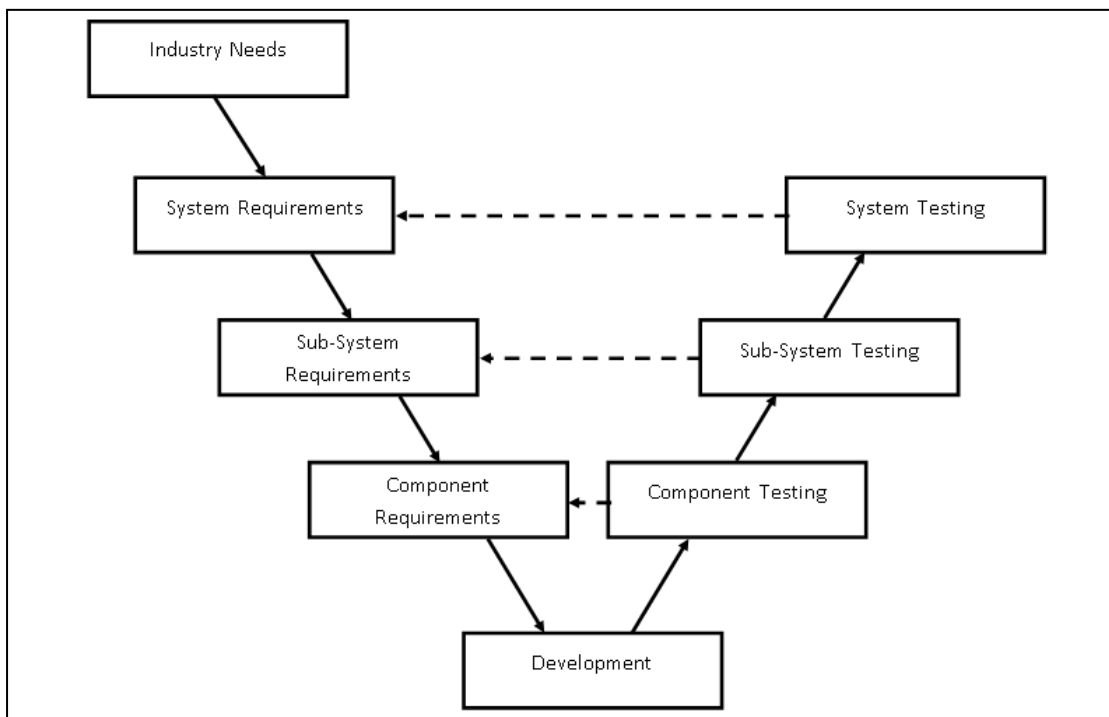 Industry Needs
System Requirements
System Testing
Sub-System
Requirements
Sub-System Testing
Component
Requirements
Component Testing
Development